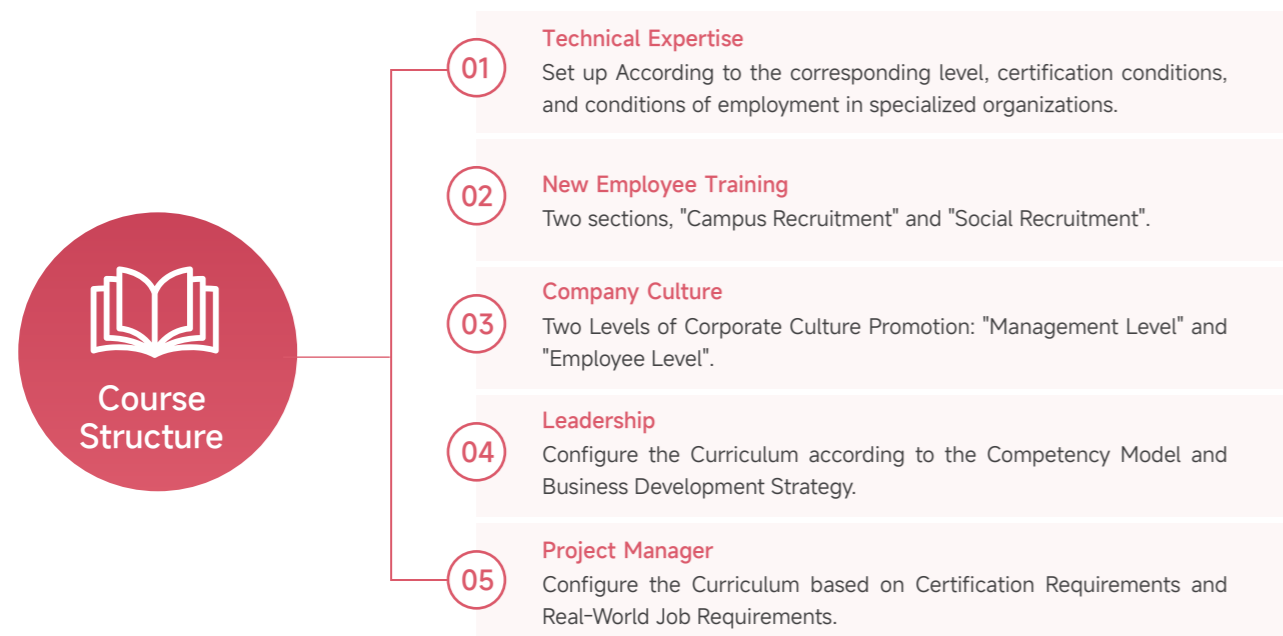 Course
Structure
01
Technical Expertise
Set up According to the corresponding level, certification conditions,
and conditions of employment in specialized organizations.
02
New Employee Training
Two sections, "Campus Recruitment" and "Social Recruitment".
03
Company Culture
Two Levels of Corporate Culture Promotion: "Management Level" and
"Employee Level".
04
Leadership
Configure the Curriculum according to the Competency Model and
Business Development Strategy.
05
Project Manager
Configure the Curriculum based on Certification Requirements and
Real-World Job Requirements.